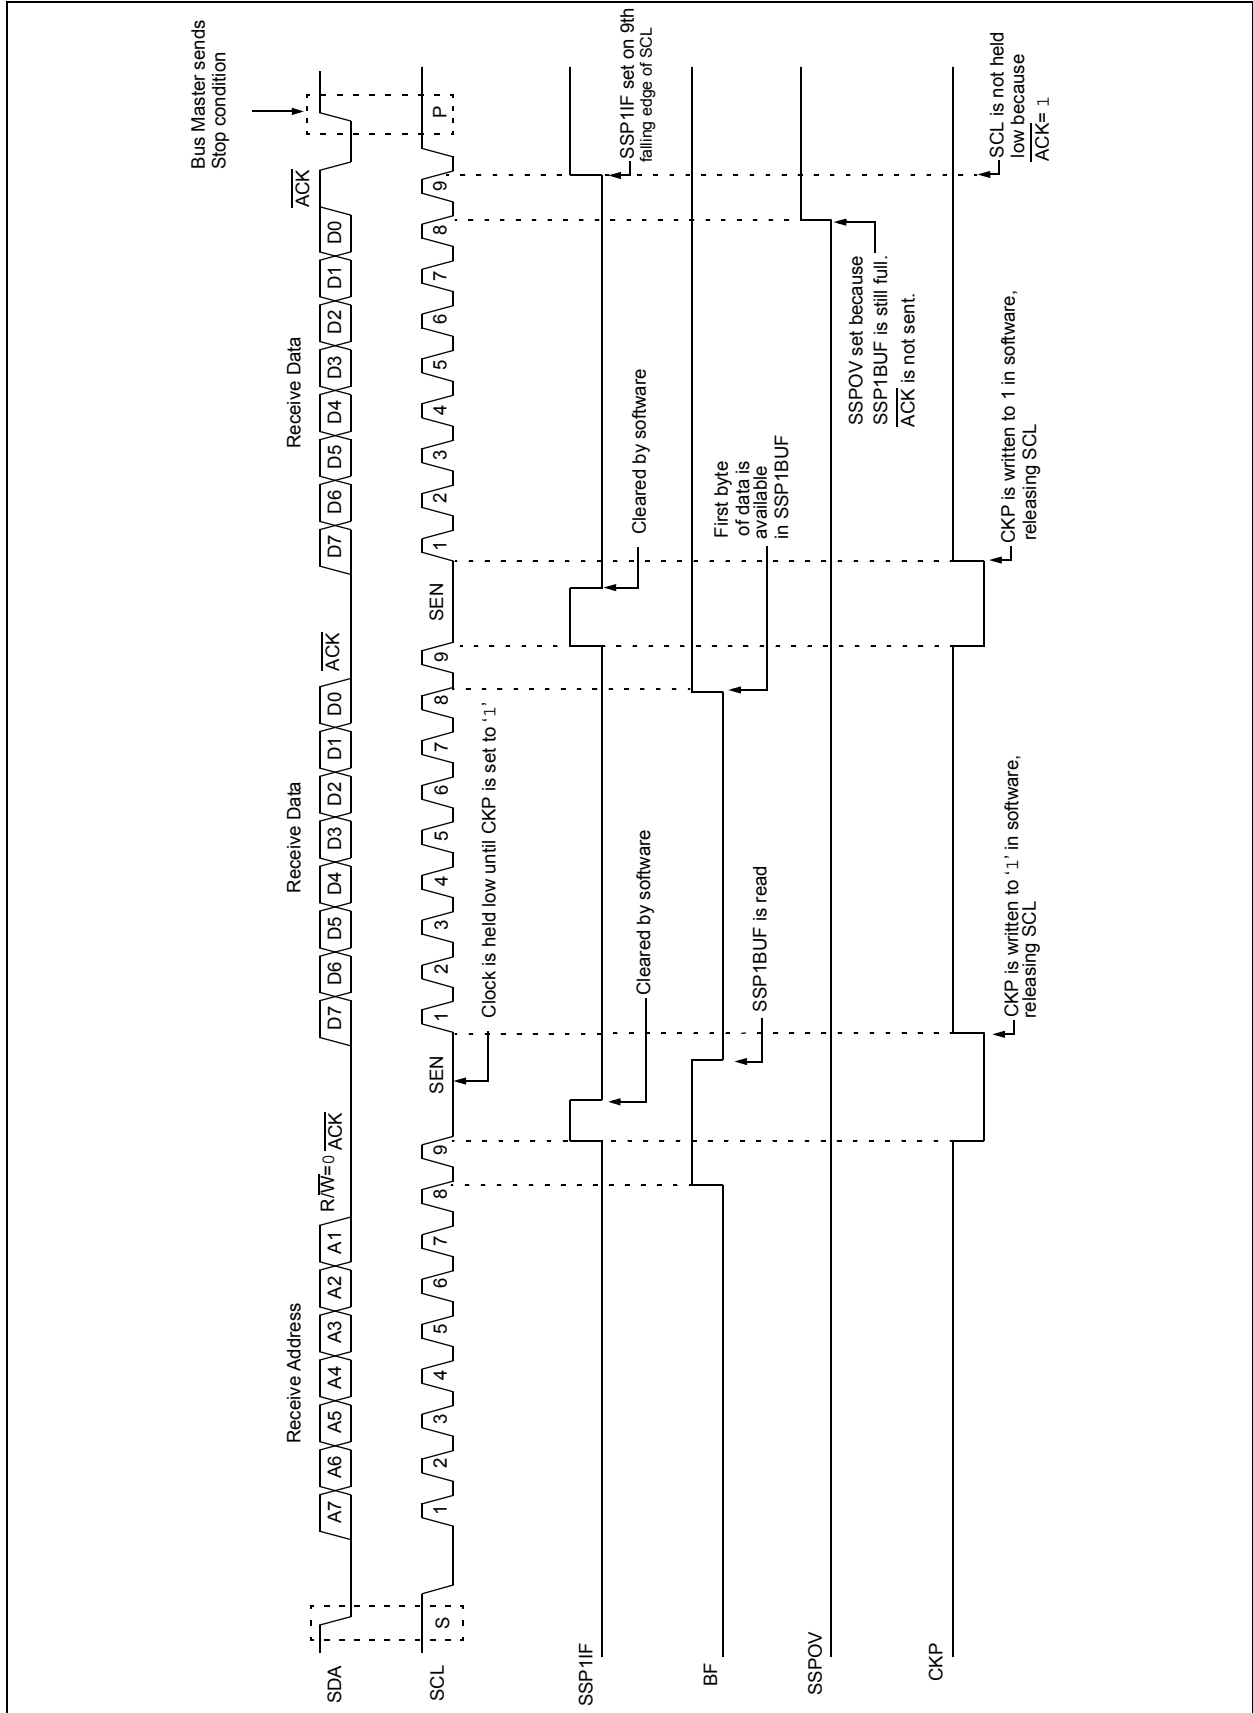 Bus Master sends
Stop condition
Receive Address
Receive Data
Receive Data
SDA
A7 A6 A5 A4 A3 A2 A1 R/W̅=0 A̅C̅K̅ D7 D6 D5 D4 D3 D2 D1 D0 A̅C̅K̅ D7 D6 D5 D4 D3 D2 D1 D0 A̅C̅K̅
SCL
S 1 2 3 4 5 6 7 8 9 SEN 1 2 3 4 5 6 7 8 9 SEN 1 2 3 4 5 6 7 8 9 P
Clock is held low until CKP is set to ‘1’
SSP1IF
Cleared by software
Cleared by software
SSP1IF set on 9th
falling edge of SCL
BF
SSP1BUF is read
First byte
of data is
available
in SSP1BUF
SSPOV
SSPOV set because
SSP1BUF is still full.
A̅C̅K̅ is not sent.
CKP
CKP is written to ‘1’ in software,
releasing SCL
CKP is written to 1 in software,
releasing SCL
SCL is not held
low because
A̅C̅K̅= 1